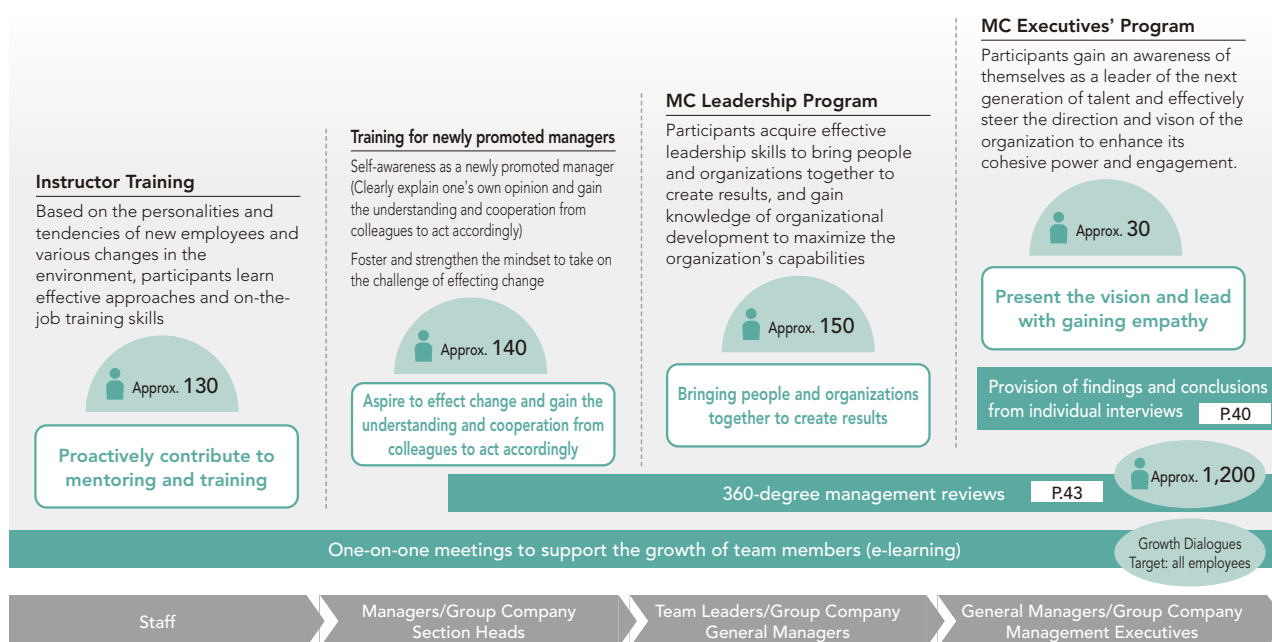 Instructor Training
Based on the personalities and
tendencies of new employees and
various changes in the
environment, participants learn
effective approaches and on-the-
job training skills
Approx. 130
Proactively contribute to
mentoring and training
Training for newly promoted managers
Self-awareness as a newly promoted manager
(Clearly explain one's own opinion and gain
the understanding and cooperation from
colleagues to act accordingly)
Foster and strengthen the mindset to take on
the challenge of effecting change
Approx. 140
Aspire to effect change and gain the
understanding and cooperation from
colleagues to act accordingly
MC Leadership Program
Participants acquire effective
leadership skills to bring people
and organizations together to
create results, and gain
knowledge of organizational
development to maximize the
organization's capabilities
Approx. 150
Bringing people and organizations
together to create results
MC Executives' Program
Participants gain an awareness of
themselves as a leader of the next
generation of talent and effectively
steer the direction and vison of the
organization to enhance its
cohesive power and engagement.
Approx. 30
Present the vision and lead
with gaining empathy
Provision of findings and conclusions
from individual interviews P.40
360-degree management reviews P.43
Approx. 1,200
One-on-one meetings to support the growth of team members (e-learning)
Growth Dialogues
Target: all employees
Staff
Managers/Group Company
Section Heads
Team Leaders/Group Company
General Managers
General Managers/Group Company
Management Executives